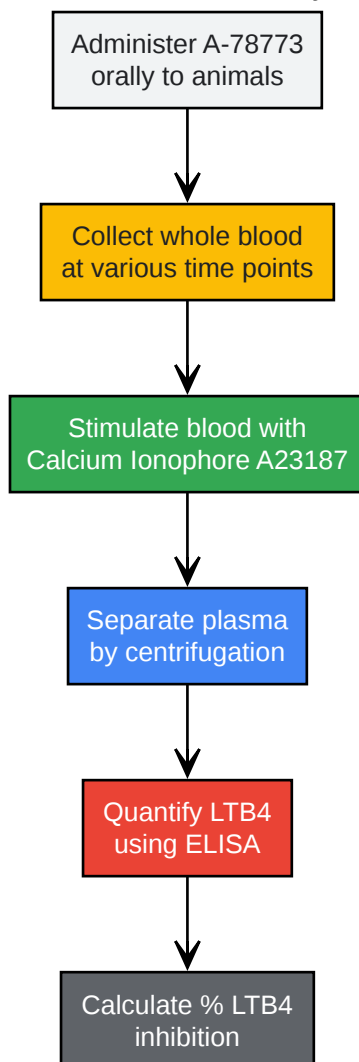 Administer A-78773
orally to animals
Collect whole blood
at various time points
Stimulate blood with
Calcium Ionophore A23187
Separate plasma
by centrifugation
Quantify LTB4
using ELISA
Calculate % LTB4
inhibition